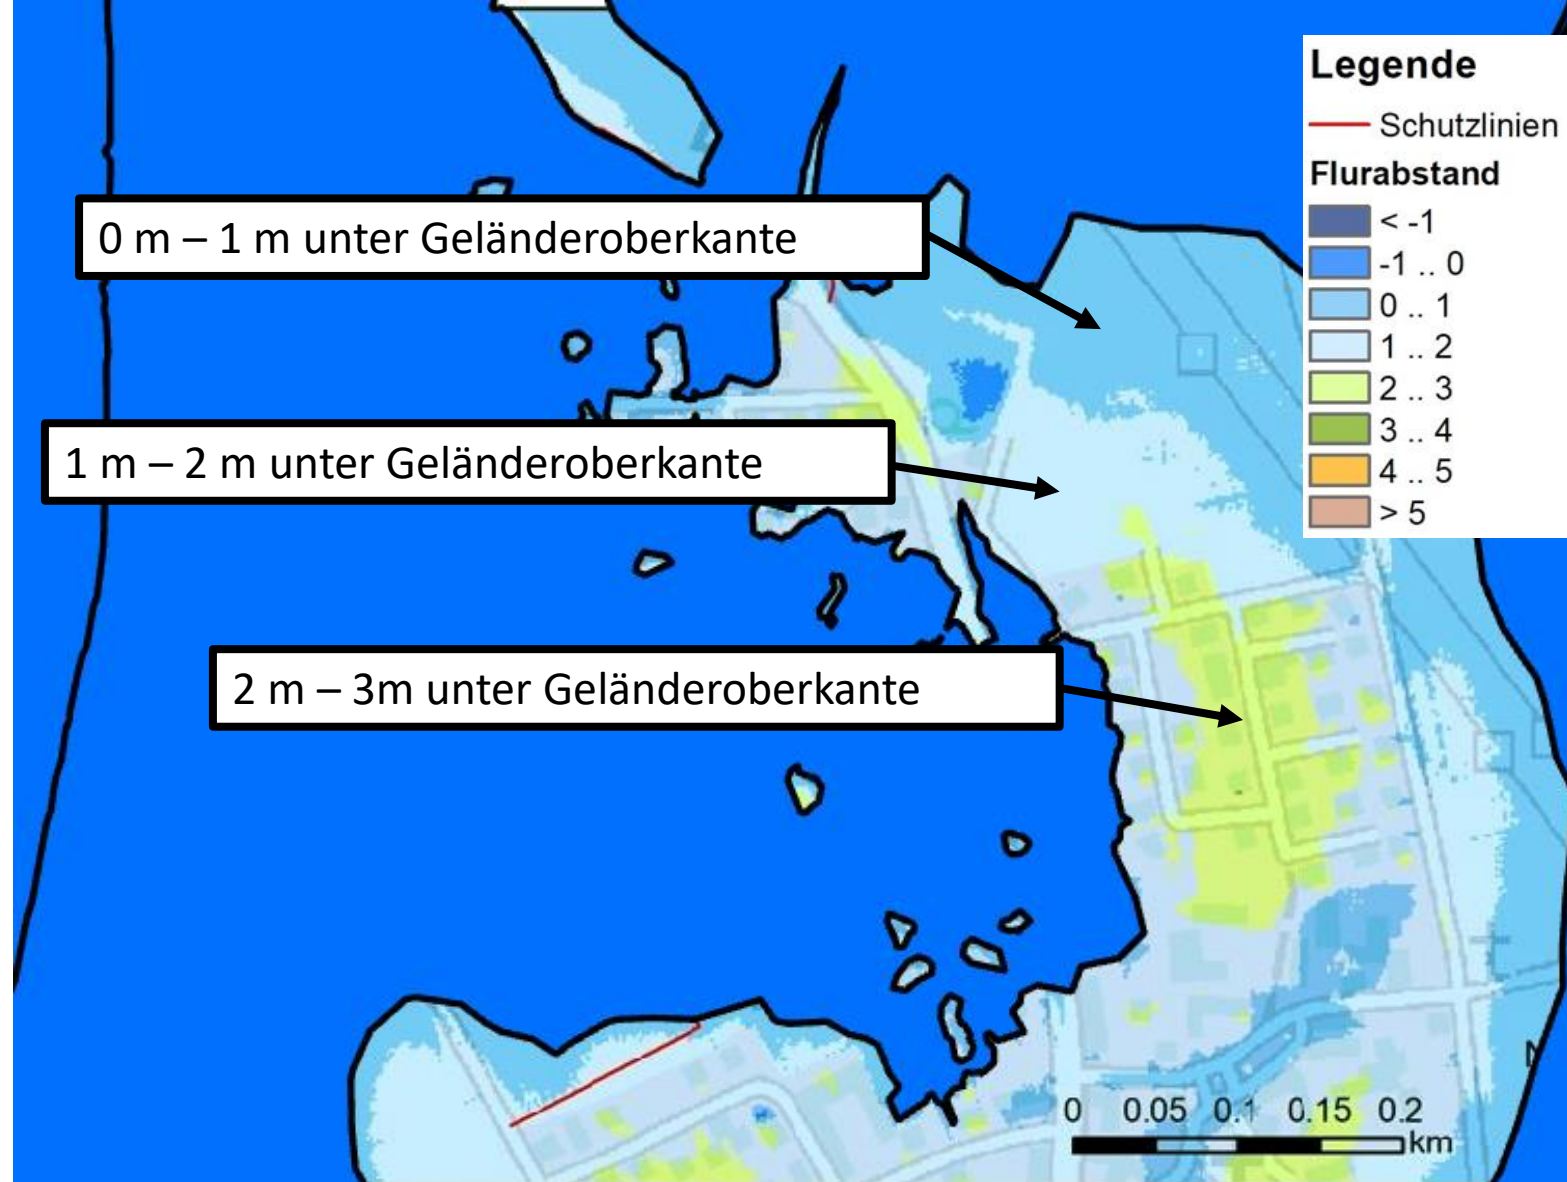 Legende
Schutzlinien
Flurabstand
< -1
-1 .. 0
0 .. 1
1 .. 2
2 .. 3
3 .. 4
4 .. 5
> 5
0 m – 1 m unter Geländeroberkante
1 m – 2 m unter Geländeroberkante
2 m – 3m unter Geländeroberkante
N
0 0.05 0.1 0.15 0.2
km